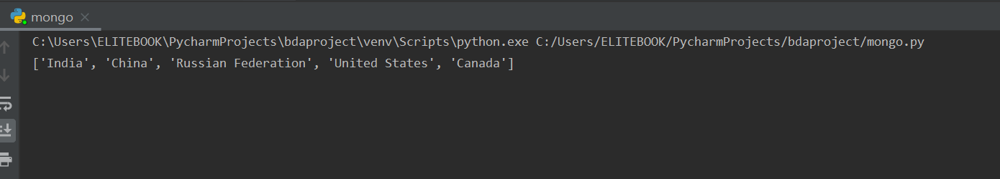 mongo
C:\Users\ELITEBOOK\PycharmProjects\bdaproject\venv\Scripts\python.exe C:/Users/ELITEBOOK/PycharmProjects/bdaproject/mongo.py
['India', 'China', 'Russian Federation', 'United States', 'Canada']